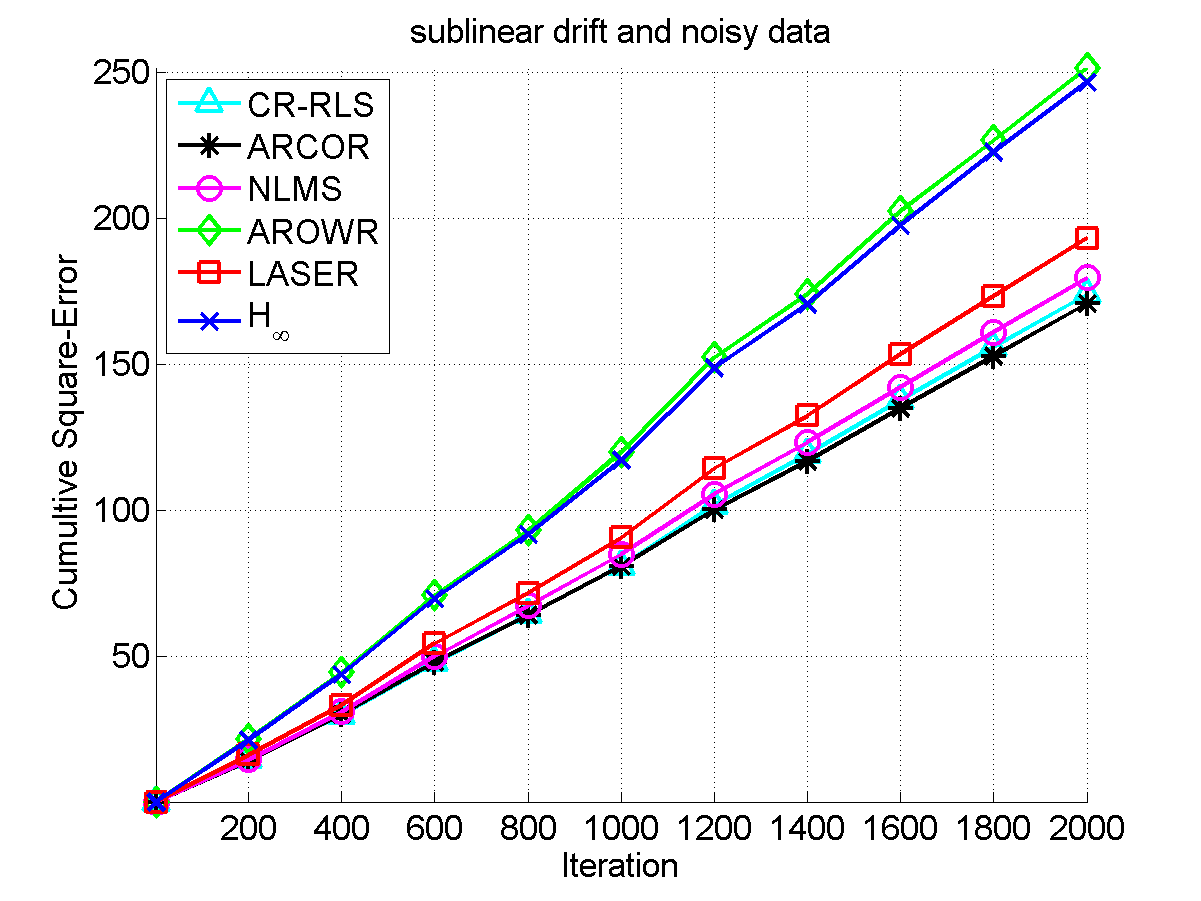 sublinear drift and noisy data
250
200
150
100
50
Cumultive Square-Error
CR-RLS
ARCOR
NLMS
AROWR
LASER
H∞
200 400 600 800 1000 1200 1400 1600 1800 2000
Iteration